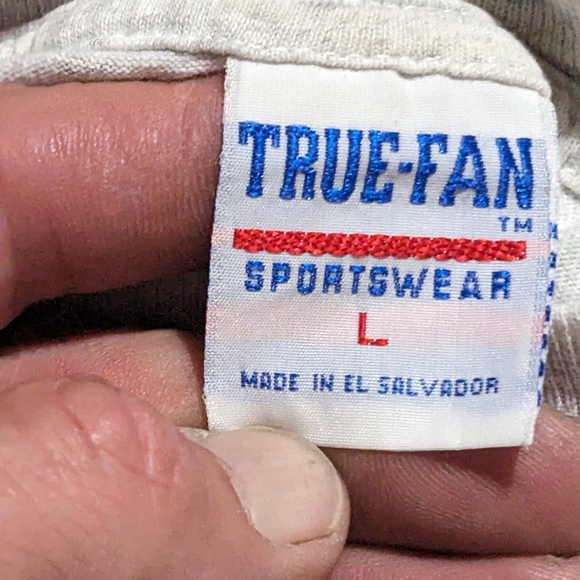 TRUE-FAN
TM
SPORTSWEAR
L
MADE IN EL SALVADOR